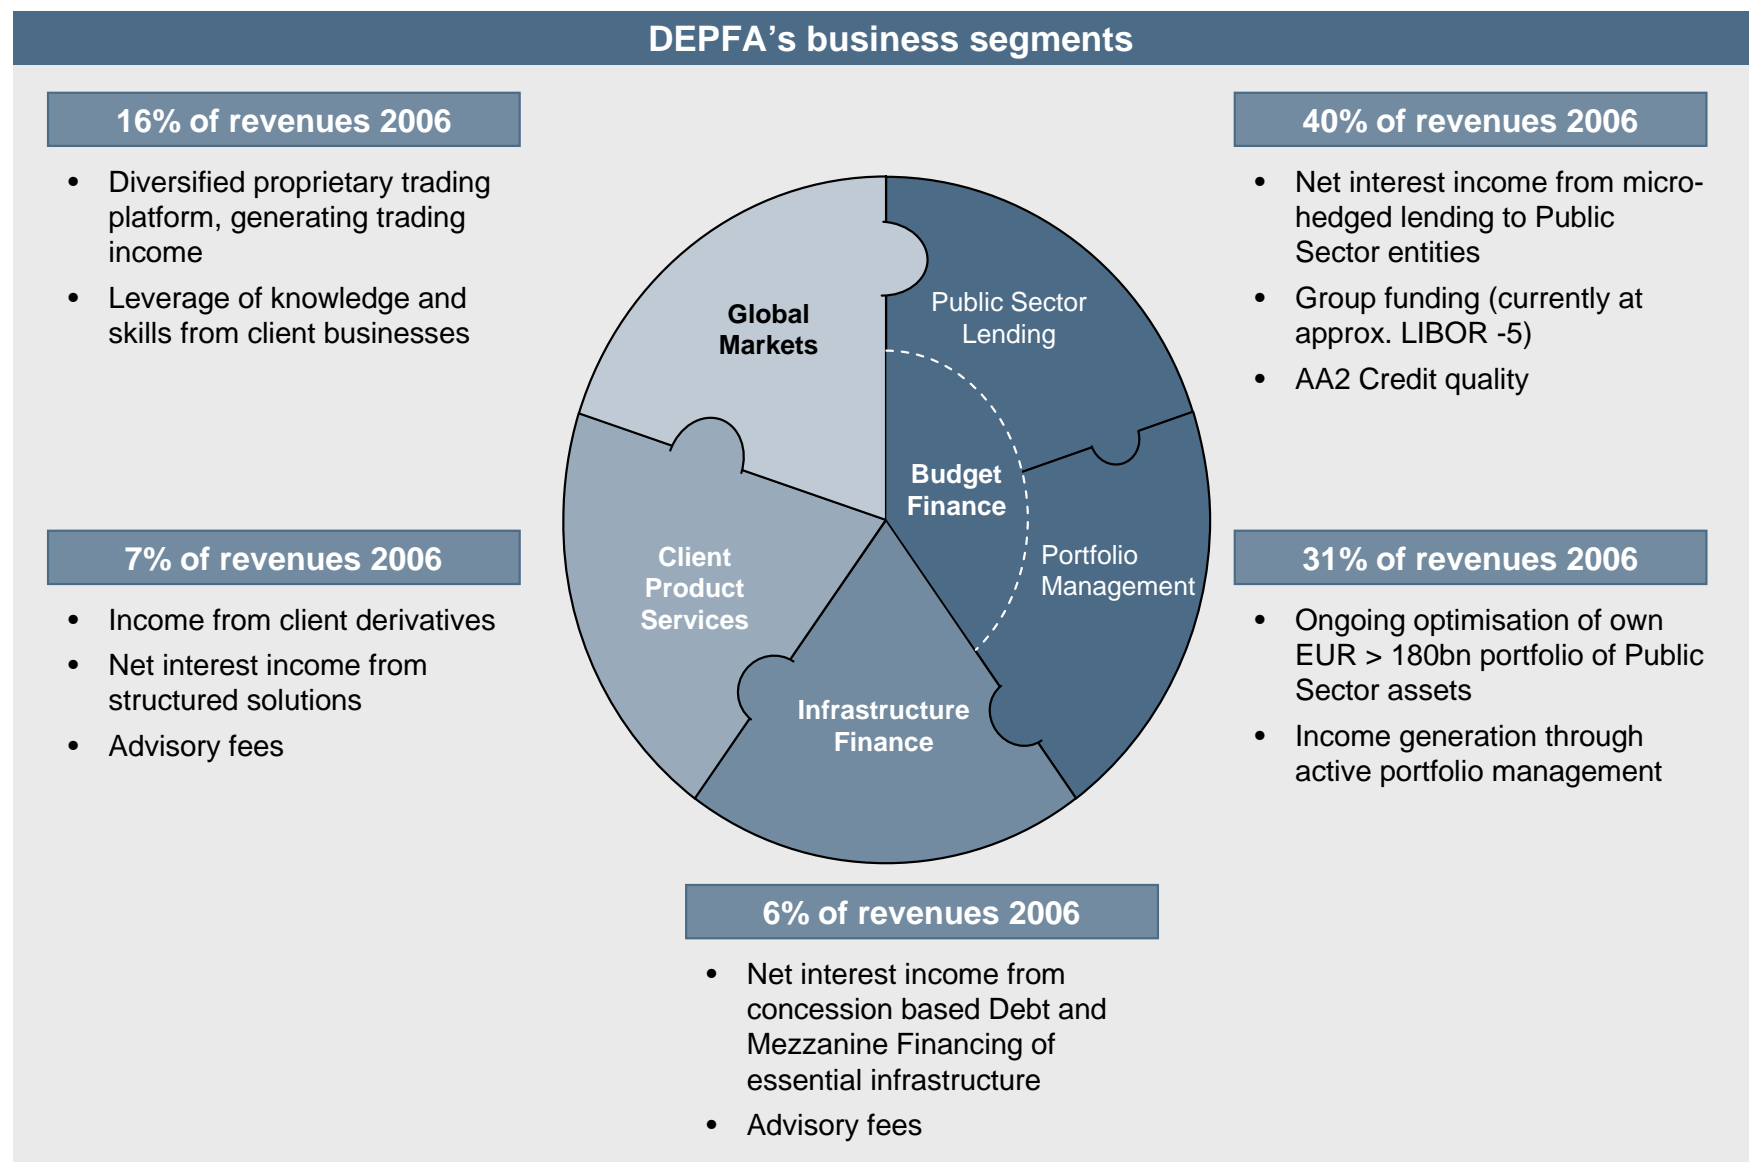 DEPFA’s business segments
16% of revenues 2006
• Diversified proprietary trading
platform, generating trading
income
• Leverage of knowledge and
skills from client businesses
40% of revenues 2006
• Net interest income from micro-
hedged lending to Public
Sector entities
• Group funding (currently at
approx. LIBOR -5)
• AA2 Credit quality
Global
Markets
Public Sector
Lending
Budget
Finance
Client
Product
Services
Portfolio
Management
Infrastructure
Finance
7% of revenues 2006
• Income from client derivatives
• Net interest income from
structured solutions
• Advisory fees
31% of revenues 2006
• Ongoing optimisation of own
EUR > 180bn portfolio of Public
Sector assets
• Income generation through
active portfolio management
6% of revenues 2006
• Net interest income from
concession based Debt and
Mezzanine Financing of
essential infrastructure
• Advisory fees